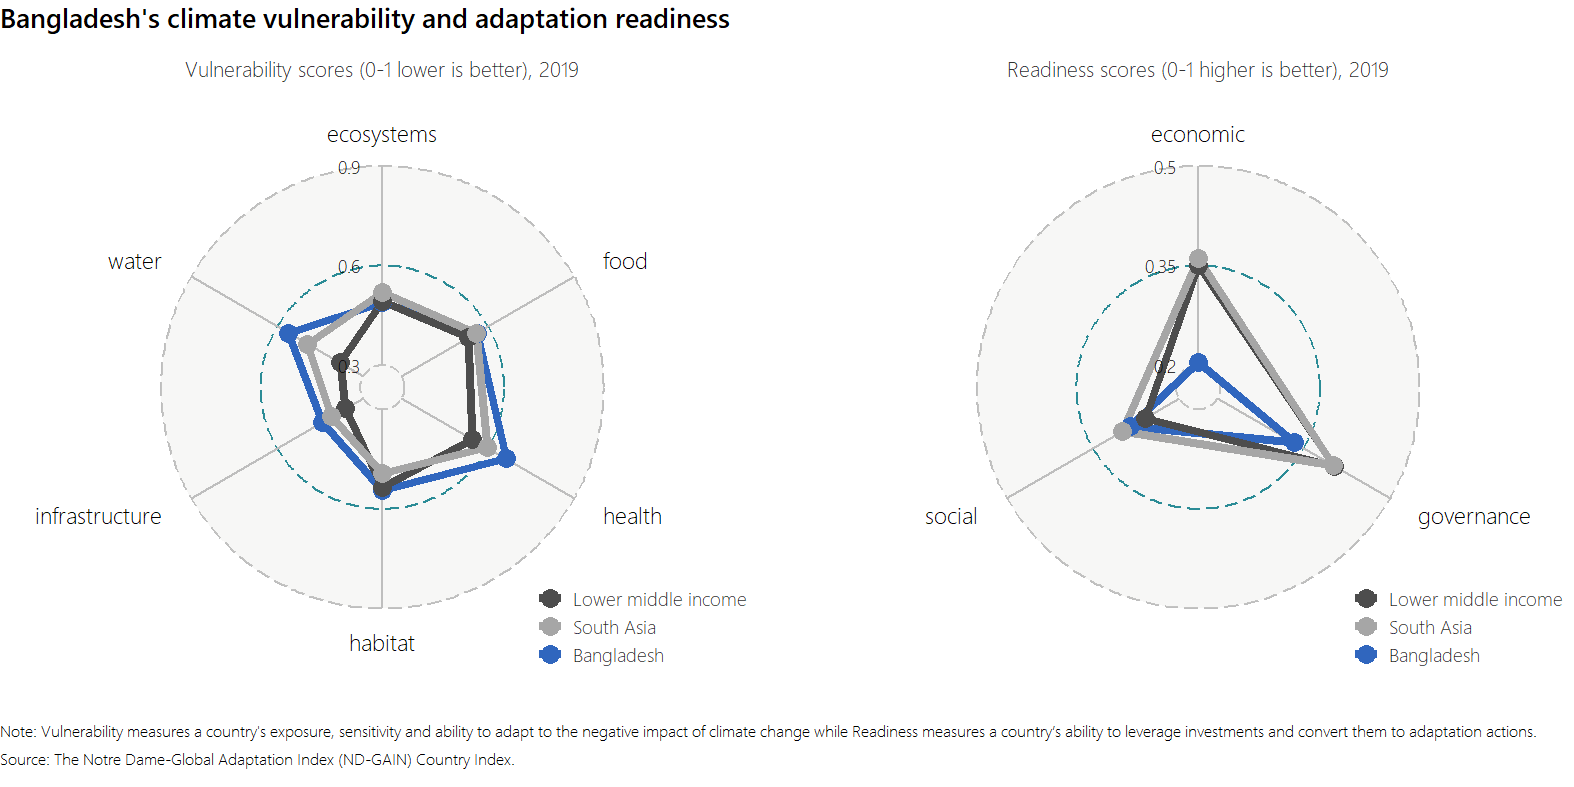 Bangladesh's climate vulnerability and adaptation readiness
Vulnerability scores (0-1 lower is better), 2019
ecosystems
0.9
water
food
0.6
0.3
infrastructure
health
habitat
Lower middle income
South Asia
Bangladesh
Readiness scores (0-1 higher is better), 2019
economic
0.5
0.35
0.2
social
governance
Lower middle income
South Asia
Bangladesh
Note: Vulnerability measures a country's exposure, sensitivity and ability to adapt to the negative impact of climate change while Readiness measures a country’s ability to leverage investments and convert them to adaptation actions.
Source: The Notre Dame-Global Adaptation Index (ND-GAIN) Country Index.